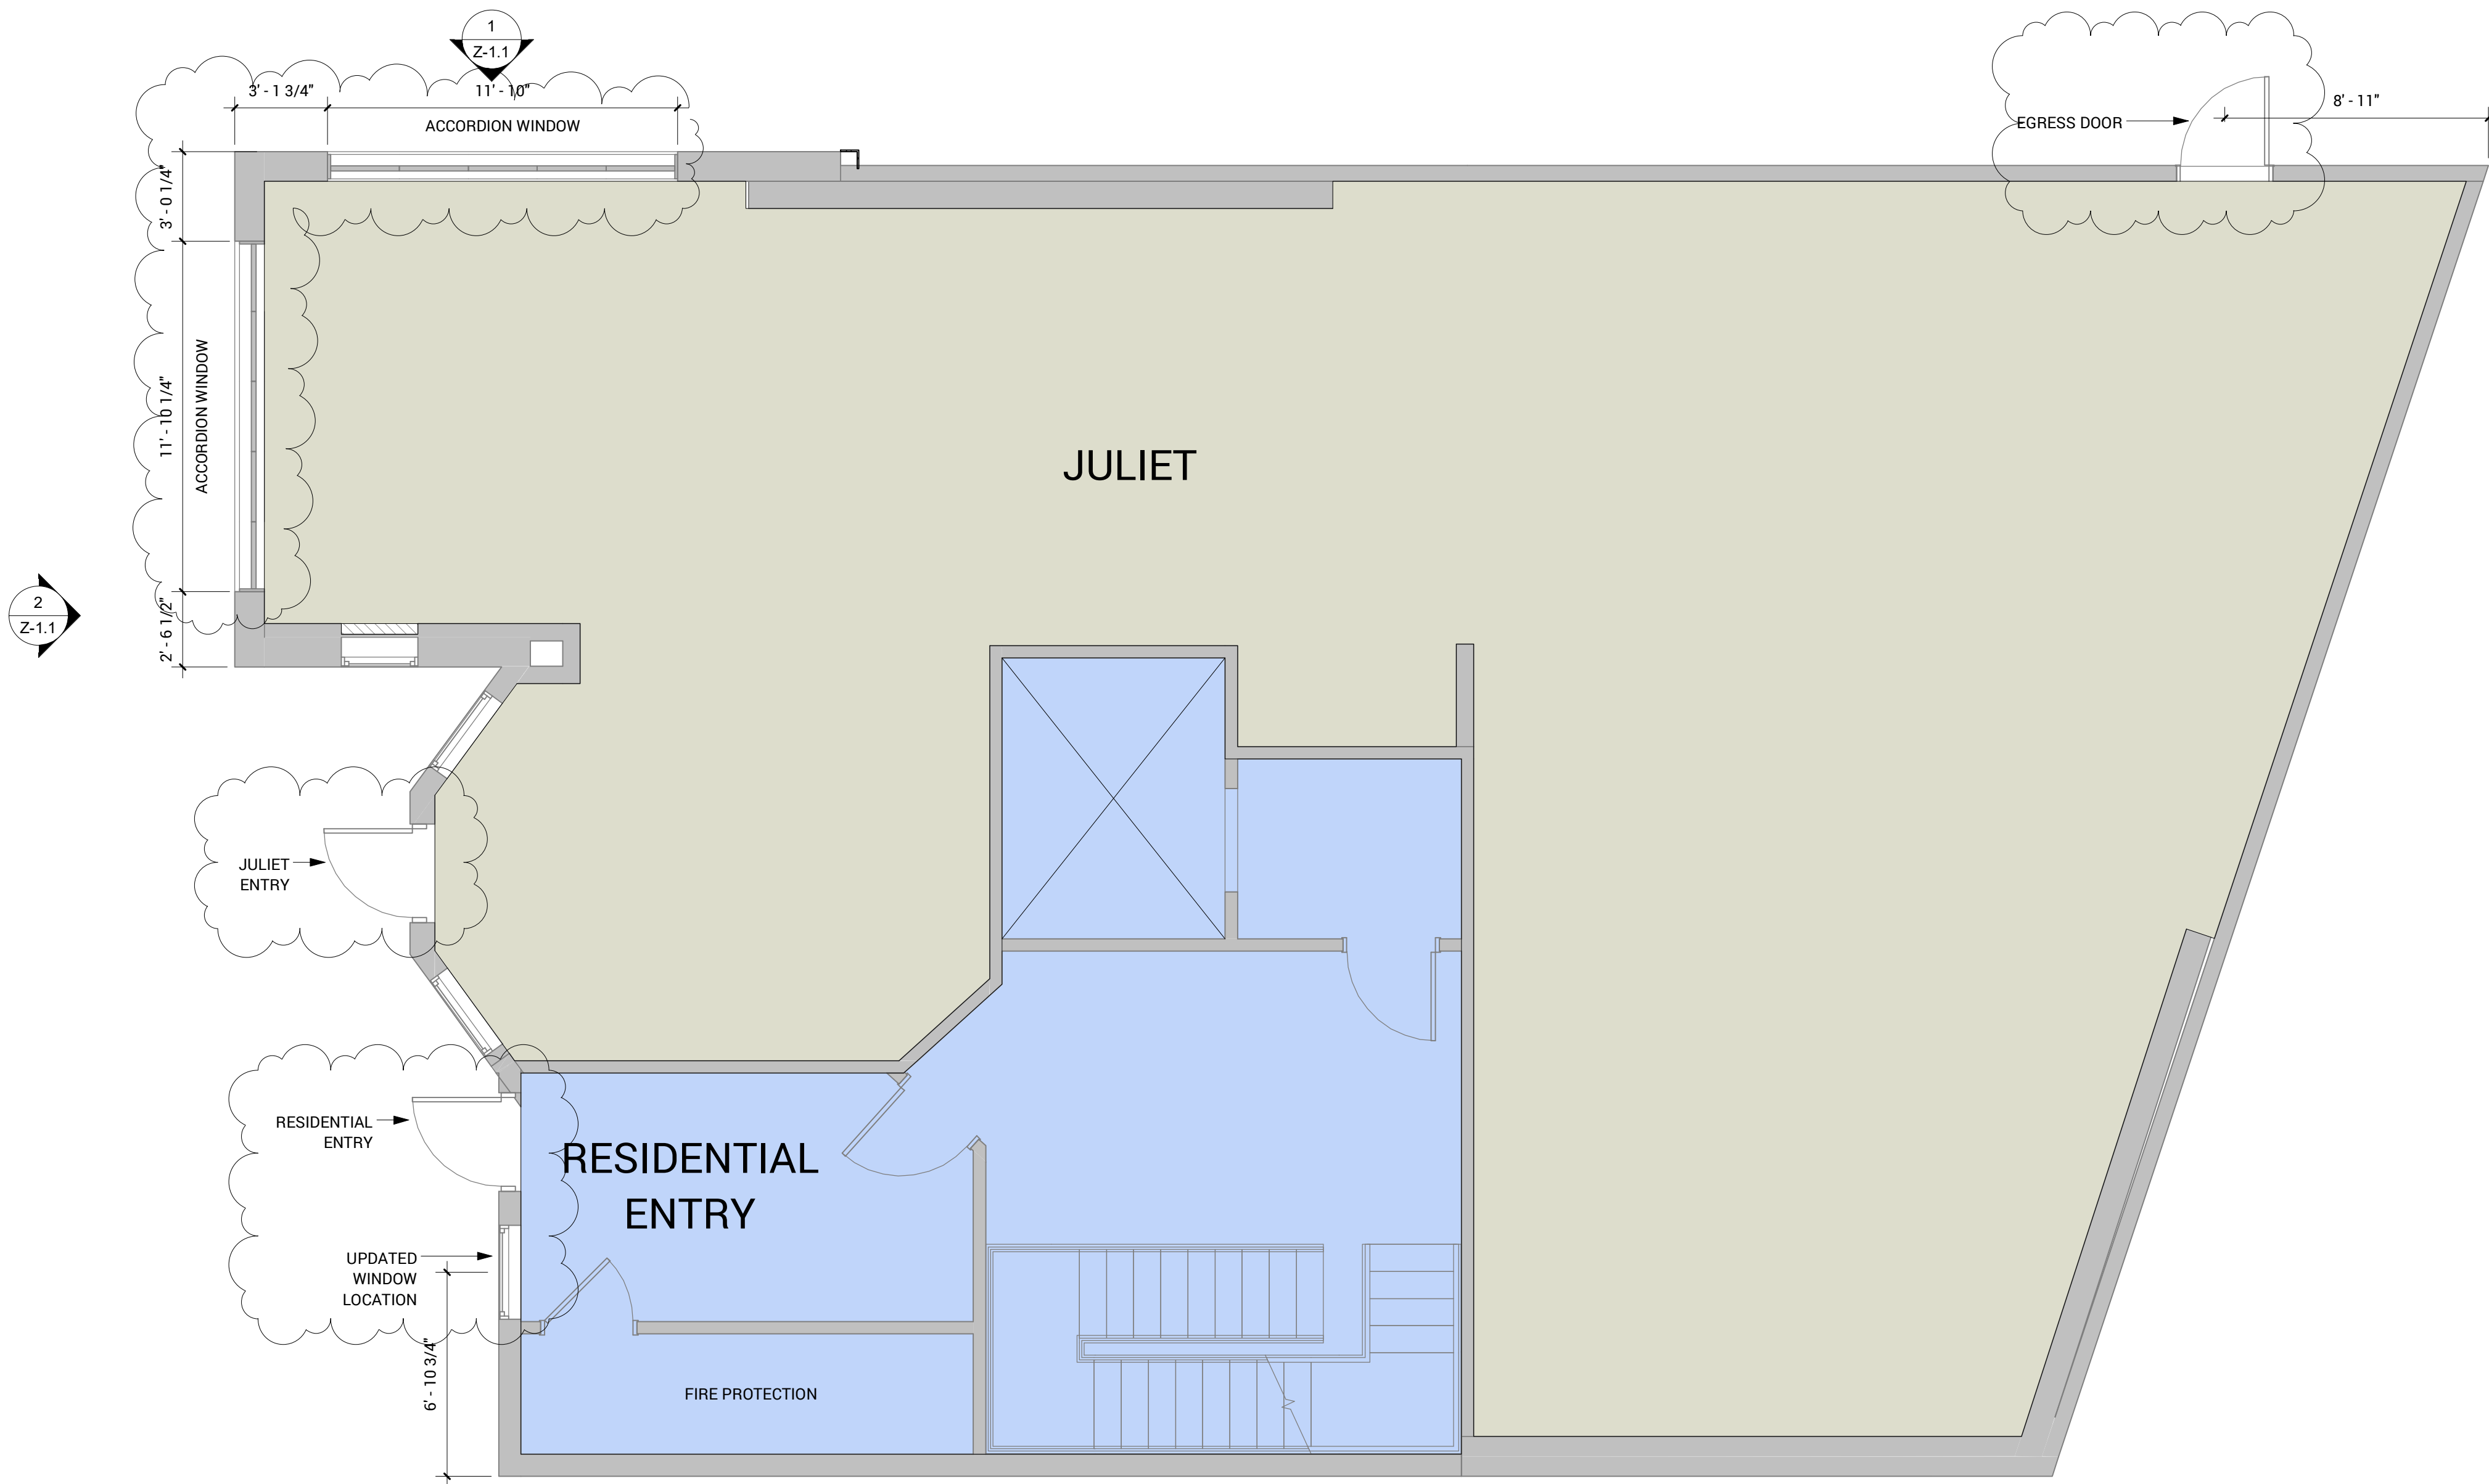 1
Z-1.1
3' - 1 3/4"
11' - 10"
ACCORDION WINDOW
EGRESS DOOR
8' - 11"
3' - 0 1/4"
11' - 10 1/4"
ACCORDION WINDOW
2' - 6 1/2"
2
Z-1.1
JULIET
JULIET
ENTRY
RESIDENTIAL
ENTRY
RESIDENTIAL
ENTRY
UPDATED
WINDOW
LOCATION
6' - 10 3/4"
FIRE PROTECTION